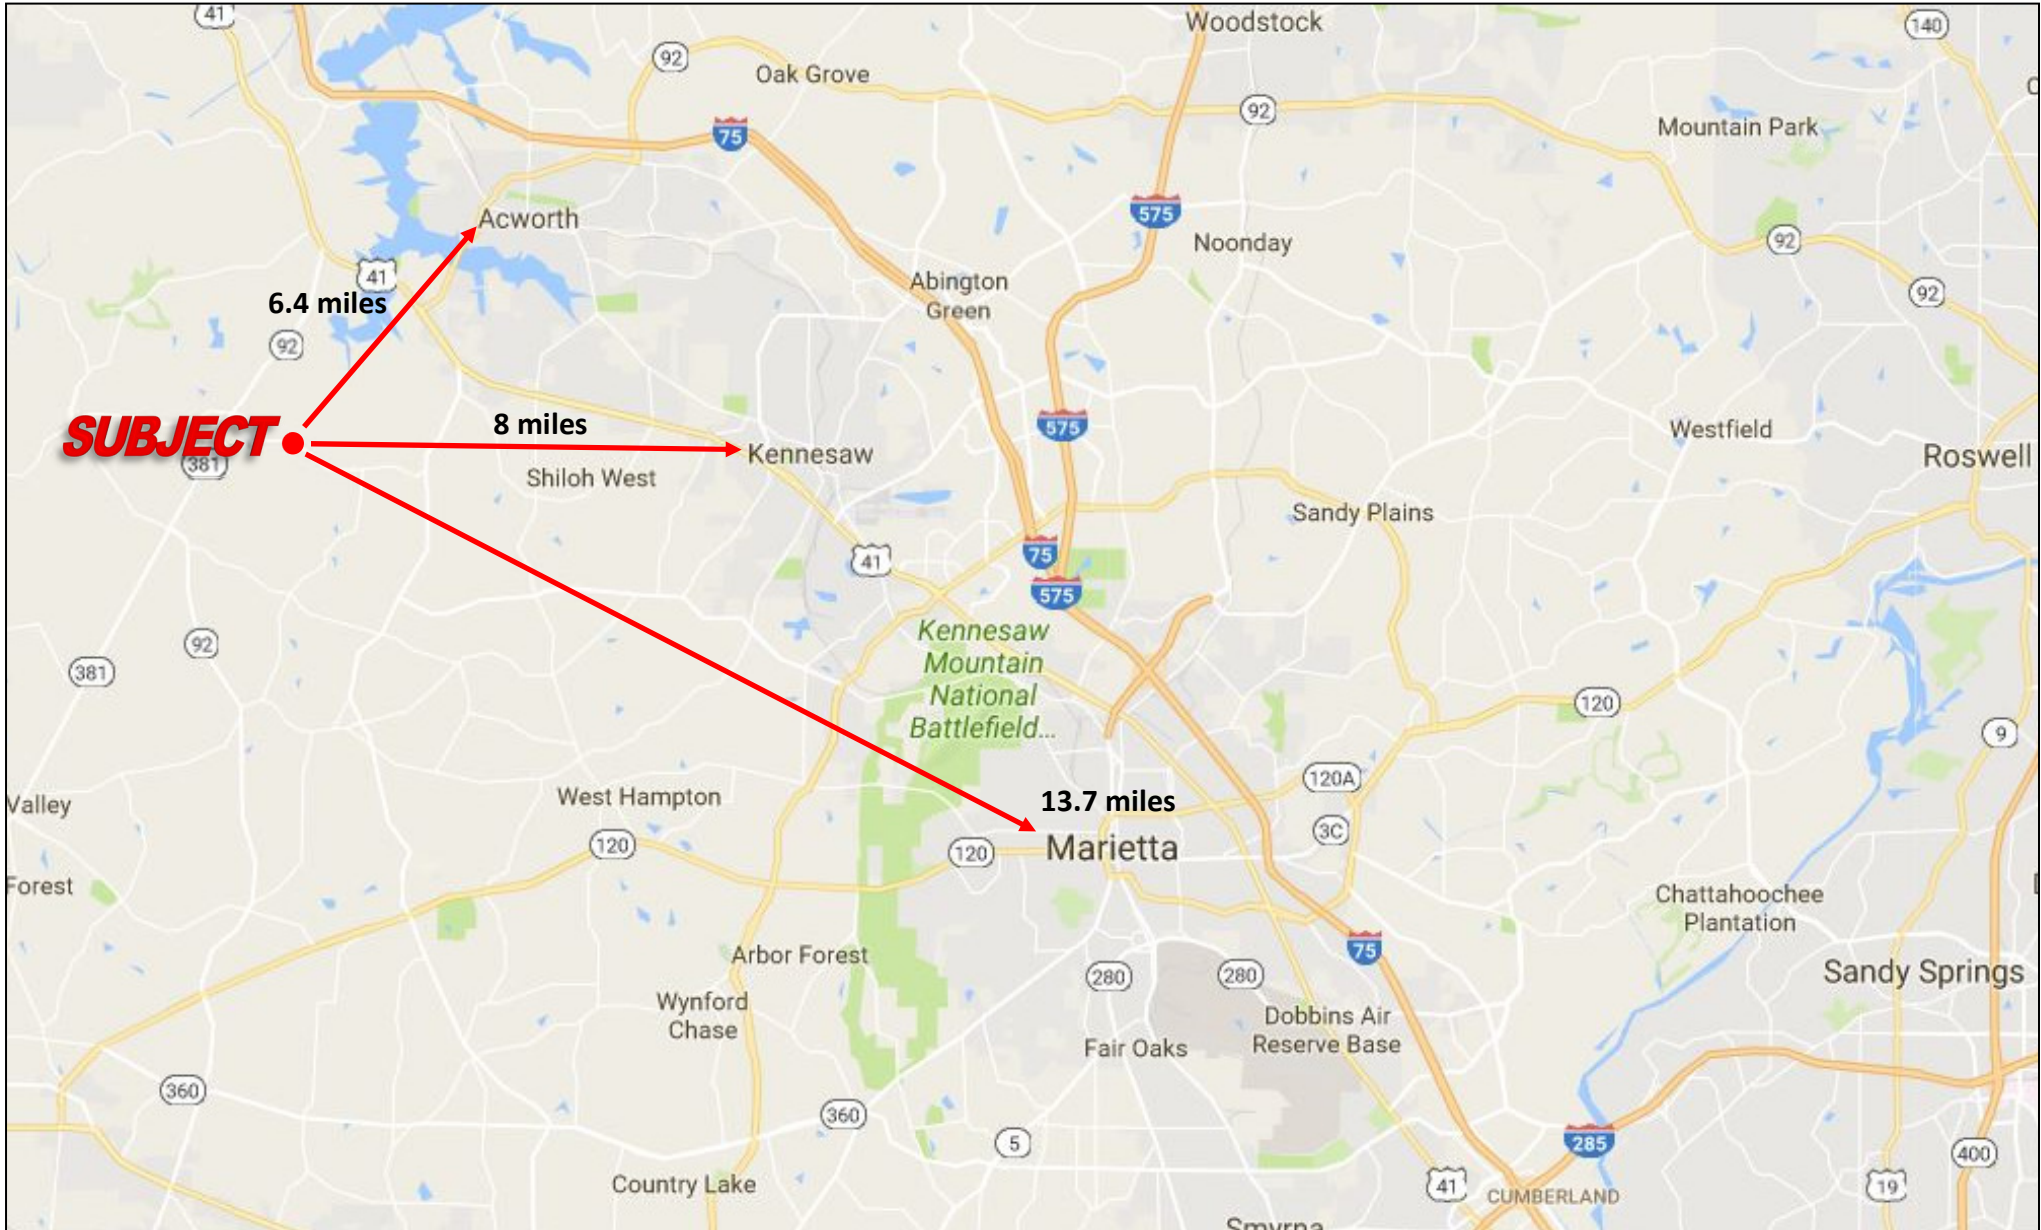 41
Woodstock
140
92
Oak Grove
92
Mountain Park
75
575
Acworth
Noonday
92
41
Abington
Green
92
6.4 miles
92
SUBJECT
381
8 miles
Kennesaw
575
Westfield
Roswell
Shiloh West
Sandy Plains
41
75
575
92
381
Kennesaw
Mountain
National
Battlefield...
120
9
120A
Valley
West Hampton
13.7 miles
3C
120
120
Marietta
Forest
Chattahoochee
Plantation
75
Arbor Forest
280
280
Sandy Springs
Wynford
Chase
Dobbins Air
Reserve Base
Fair Oaks
360
360
5
285
400
Country Lake
41
CUMBERLAND
19
Smyrna